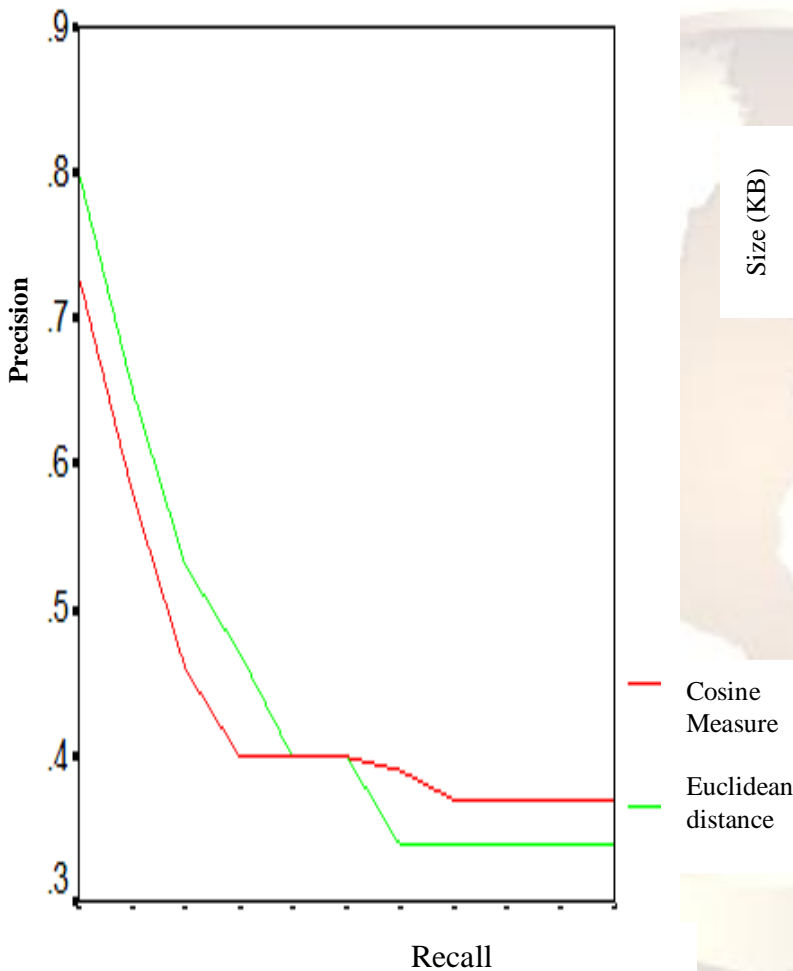 .9
.8
.7
.6
.5
.4
.3
Precision
Recall
Size (KB)
Cosine
Measure
Euclidean
distance